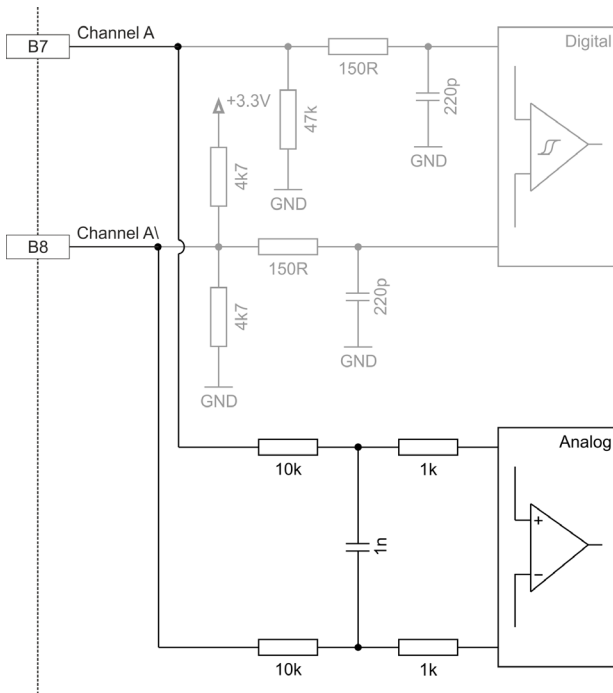 Channel A
B7
Digital
150R
+3.3V
47k
220p
GND
4k7
GND
Channel A\
B8
150R
4k7
220p
GND
GND
Analog
10k
1k
1n
+
−
10k
1k